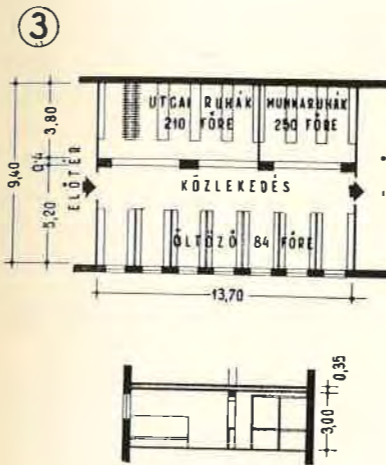 3
UTCAI RUHÁK
210 FŐRE
MUNKARUHÁK
250 FŐRE
3,80
0,4
9,40
5,20
ELŐTÉR
KÖZLEKEDÉS
ÖLTÖZŐ 84 FŐRE
13,70
0,35
3,00